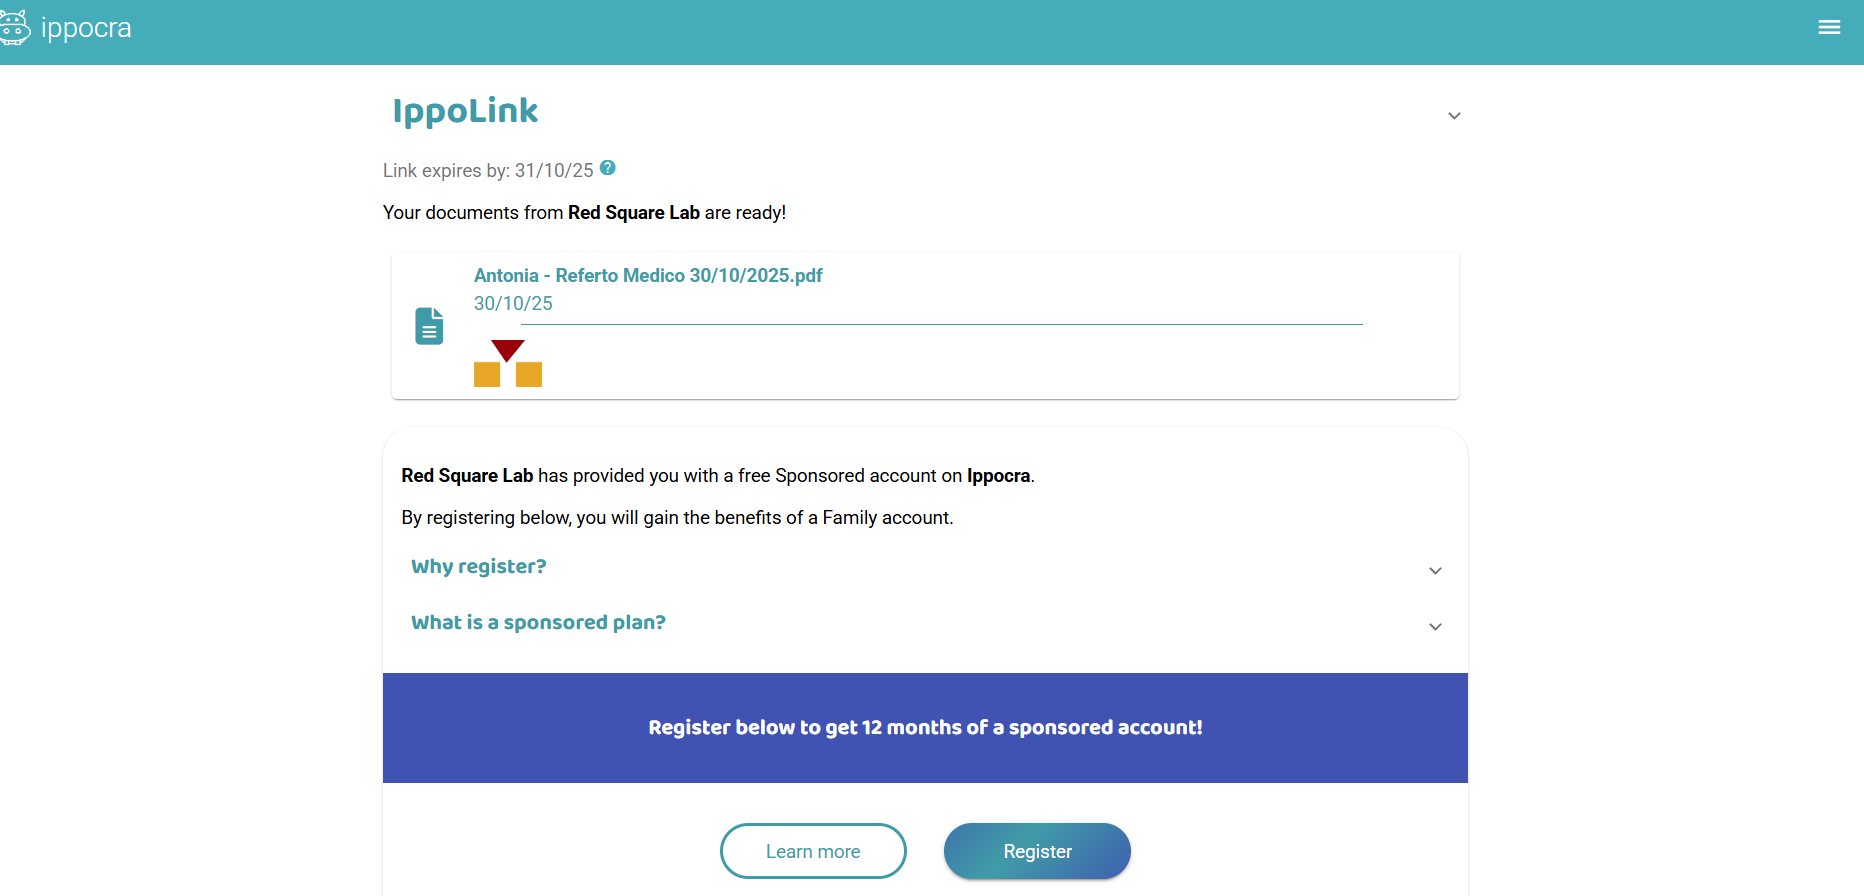 ippocra
IppoLink
Link expires by: 31/10/25 ?
Your documents from Red Square Lab are ready!
Antonia - Referto Medico 30/10/2025.pdf
30/10/25
Red Square Lab has provided you with a free Sponsored account on Ippocra.
By registering below, you will gain the benefits of a Family account.
Why register?
What is a sponsored plan?
Register below to get 12 months of a sponsored account!
Learn more
Register